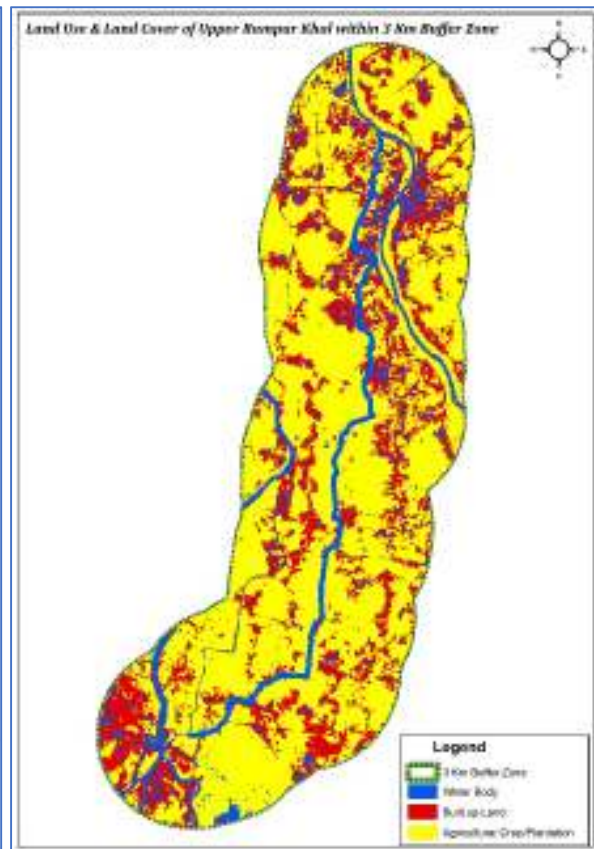 Land Use & Land Cover of Upper Rampur Khal within 3 Km Buffer Zone
Legend
3 Km Buffer Zone
Water Body
Built up Land
Agricultural Crop/Plantation